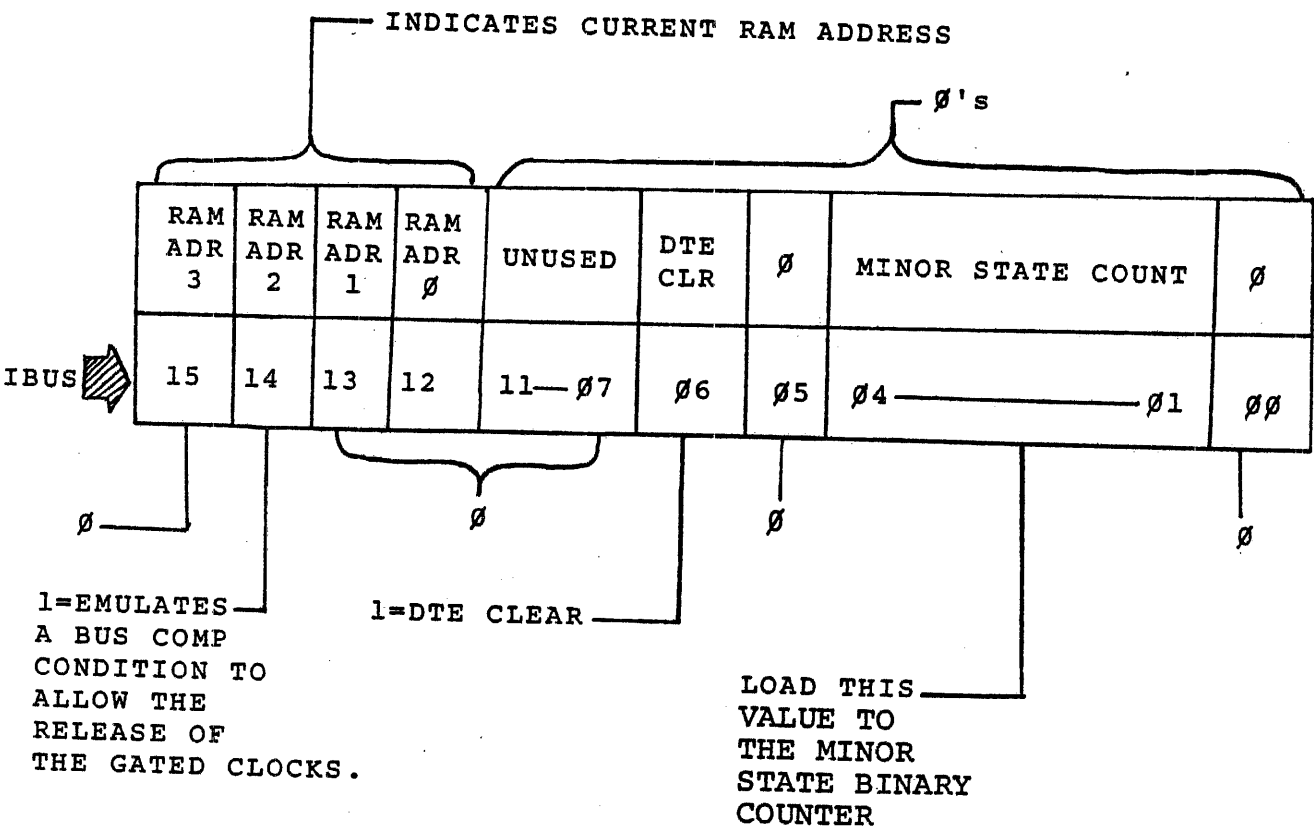 INDICATES CURRENT RAM ADDRESS
Ø's
RAM ADR 3
RAM ADR 2
RAM ADR 1
RAM ADR Ø
UNUSED
DTE CLR
Ø
MINOR STATE COUNT
Ø
IBUS
15
14
13
12
11—Ø7
Ø6
Ø5
Ø4—Ø1
ØØ
Ø
Ø
Ø
Ø
1=EMULATES
A BUS COMP
CONDITION TO
ALLOW THE
RELEASE OF
THE GATED CLOCKS.
1=DTE CLEAR
LOAD THIS
VALUE TO
THE MINOR
STATE BINARY
COUNTER